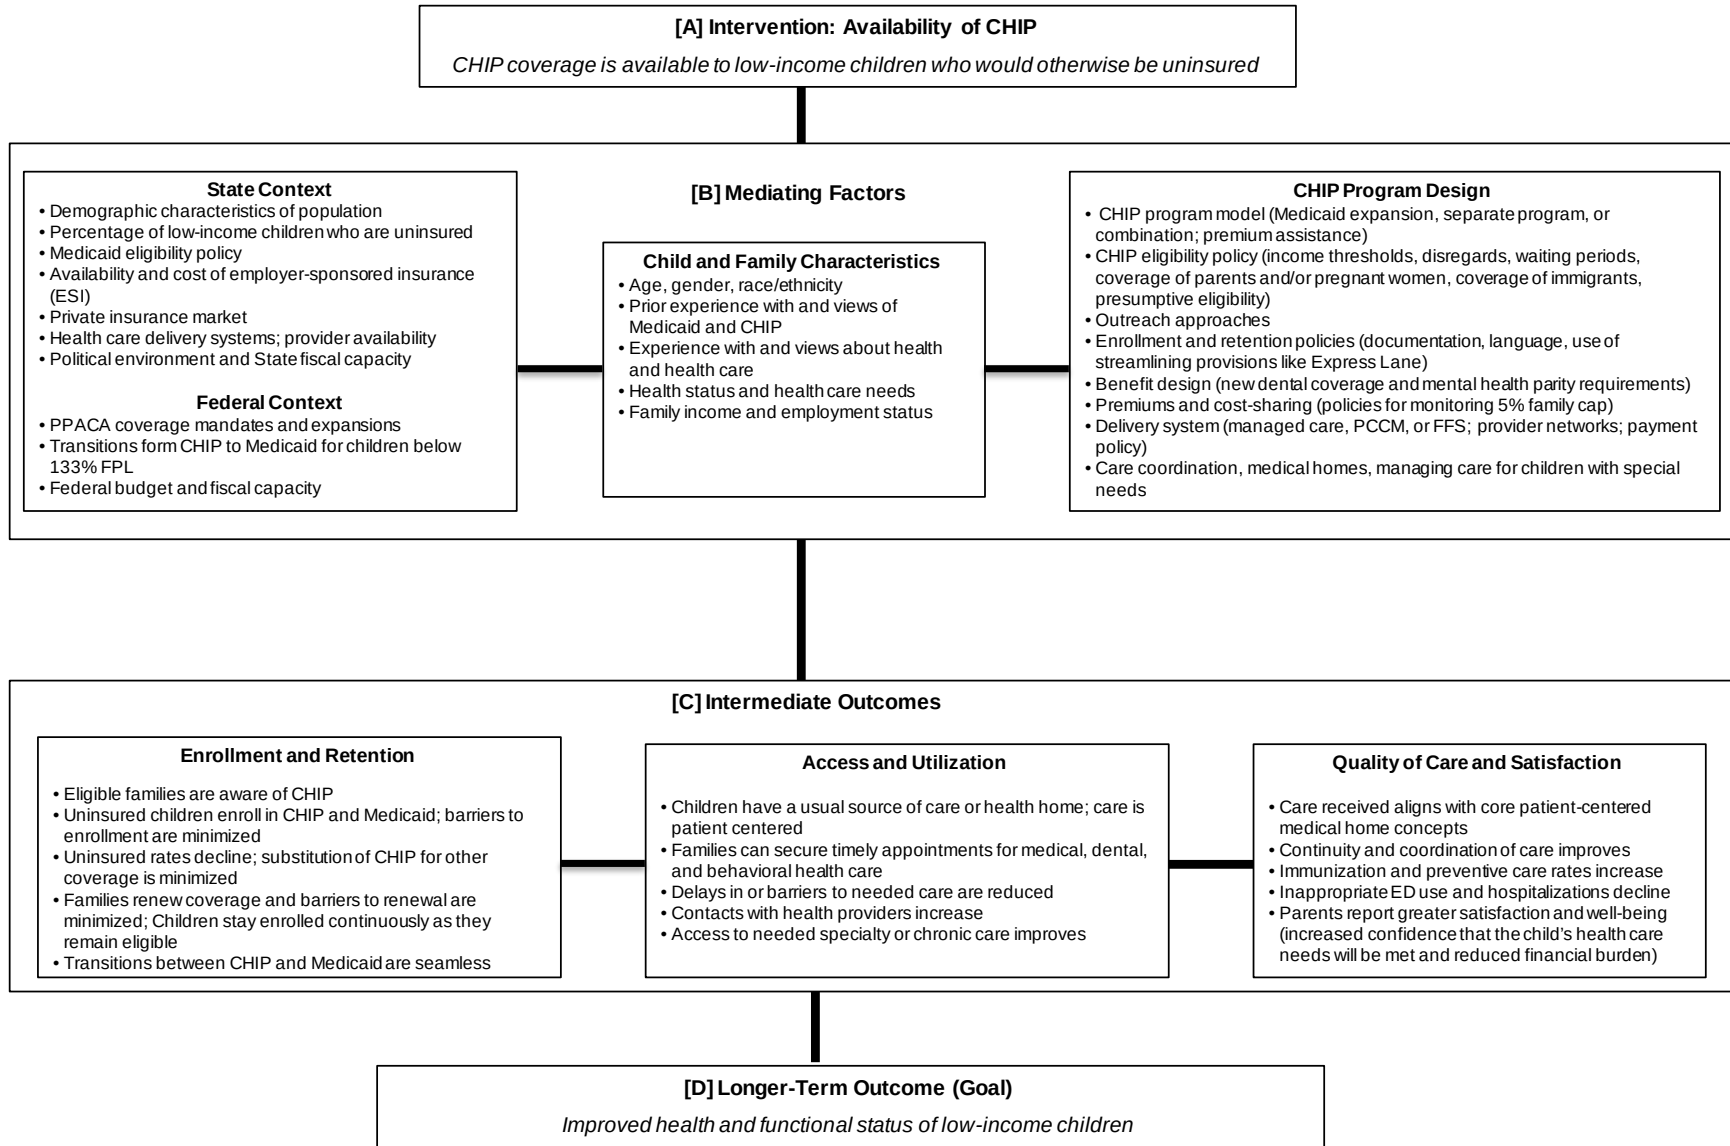 [A] Intervention: Availability of CHIP
CHIP coverage is available to low-income children who would otherwise be uninsured
[B] Mediating Factors
State Context
• Demographic characteristics of population
• Percentage of low-income children who are uninsured
• Medicaid eligibility policy
• Availability and cost of employer-sponsored insurance
(ESI)
• Private insurance market
• Health care delivery systems; provider availability
• Political environment and State fiscal capacity
Federal Context
• PPACA coverage mandates and expansions
• Transitions form CHIP to Medicaid for children below
133% FPL
• Federal budget and fiscal capacity
Child and Family Characteristics
• Age, gender, race/ethnicity
• Prior experience with and views of
Medicaid and CHIP
• Experience with and views about health
and health care
• Health status and health care needs
• Family income and employment status
CHIP Program Design
• CHIP program model (Medicaid expansion, separate program, or
combination; premium assistance)
• CHIP eligibility policy (income thresholds, disregards, waiting periods,
coverage of parents and/or pregnant women, coverage of immigrants,
presumptive eligibility)
• Outreach approaches
• Enrollment and retention policies (documentation, language, use of
streamlining provisions like Express Lane)
• Benefit design (new dental coverage and mental health parity requirements)
• Premiums and cost-sharing (policies for monitoring 5% family cap)
• Delivery system (managed care, PCCM, or FFS; provider networks; payment
policy)
• Care coordination, medical homes, managing care for children with special
needs
[C] Intermediate Outcomes
Enrollment and Retention
• Eligible families are aware of CHIP
• Uninsured children enroll in CHIP and Medicaid; barriers to
enrollment are minimized
• Uninsured rates decline; substitution of CHIP for other
coverage is minimized
• Families renew coverage and barriers to renewal are
minimized; Children stay enrolled continuously as they
remain eligible
• Transitions between CHIP and Medicaid are seamless
Access and Utilization
• Children have a usual source of care or health home; care is
patient centered
• Families can secure timely appointments for medical, dental,
and behavioral health care
• Delays in or barriers to needed care are reduced
• Contacts with health providers increase
• Access to needed specialty or chronic care improves
Quality of Care and Satisfaction
• Care received aligns with core patient-centered
medical home concepts
• Continuity and coordination of care improves
• Immunization and preventive care rates increase
• Inappropriate ED use and hospitalizations decline
• Parents report greater satisfaction and well-being
(increased confidence that the child’s health care
needs will be met and reduced financial burden)
[D] Longer-Term Outcome (Goal)
Improved health and functional status of low-income children